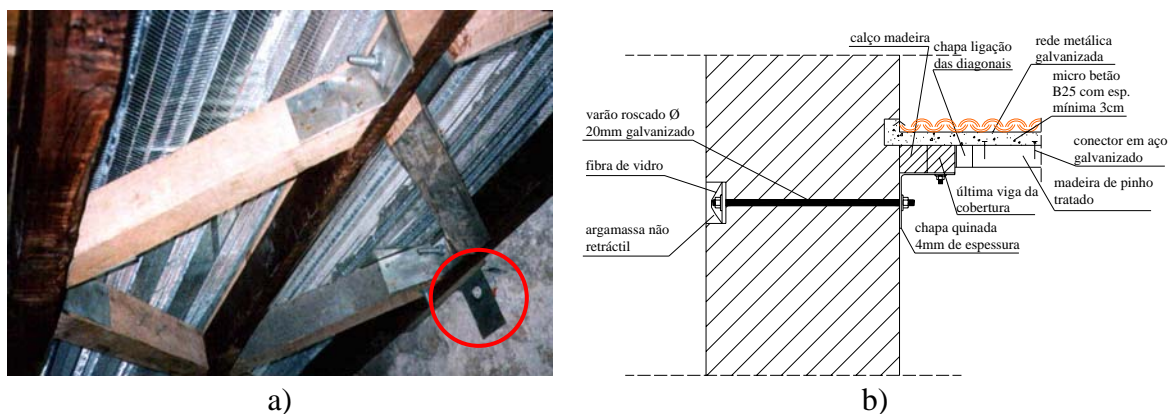 calço madeira
chapa ligação
das diagonais
rede metálica
galvanizada
micro betão
B25 com esp.
mínima 3cm
varão roscado Ø
20mm galvanizado
conector em aço
galvanizado
fibra de vidro
última viga da
cobertura
madeira de pinho
tratado
argamassa não
retráctil
chapa quinada
4mm de espessura
a)
b)